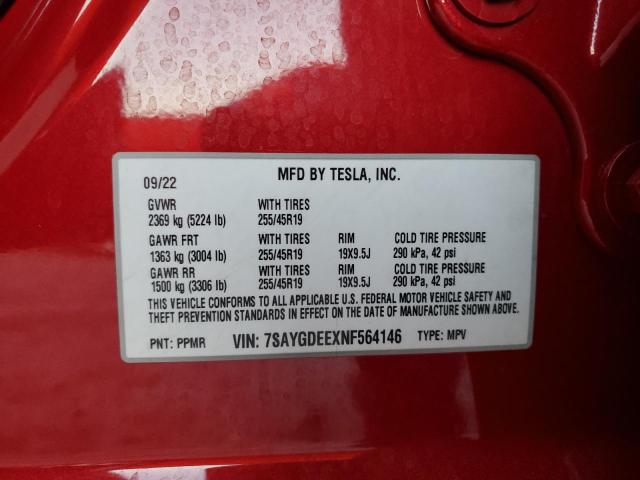 MFD BY TESLA, INC.
09/22
GVWR WITH TIRES
2369 kg (5224 lb) 255/45R19
GAWR FRT WITH TIRES RIM COLD TIRE PRESSURE
1363 kg (3004 lb) 255/45R19 19X9.5J 290 kPa, 42 psi
GAWR RR WITH TIRES RIM COLD TIRE PRESSURE
1500 kg (3306 lb) 255/45R19 19X9.5J 290 kPa, 42 psi
THIS VEHICLE CONFORMS TO ALL APPLICABLE U.S. FEDERAL MOTOR VEHICLE SAFETY AND
THEFT PREVENTION STANDARDS IN EFFECT ON THE DATE OF MANUFACTURE SHOWN ABOVE.
PNT: PPMR VIN: 7SAYGDEEXNF564146 TYPE: MPV